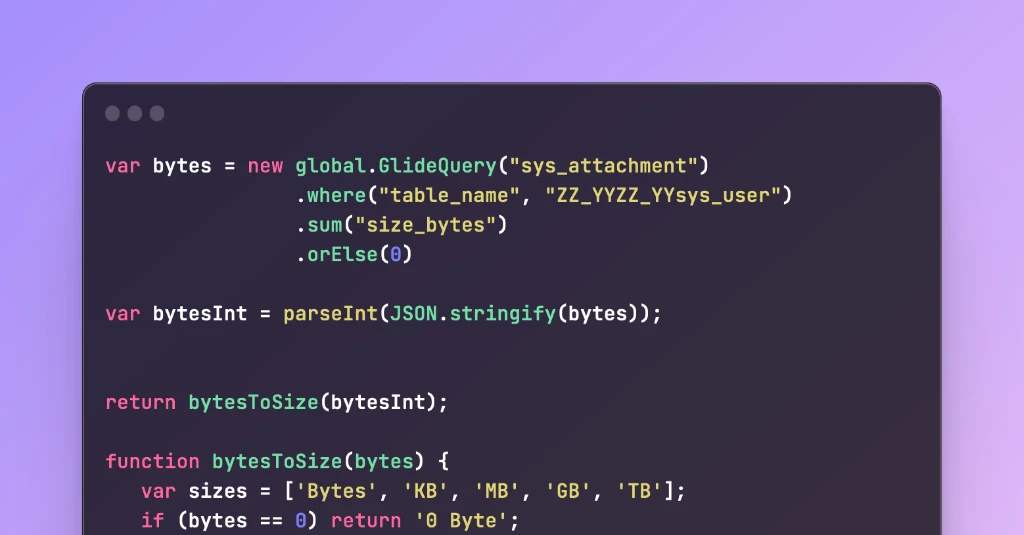 var bytes = new global.GlideQuery("sys_attachment")
.where("table_name", "ZZ_YYZZ_YYsys_user")
.sum("size_bytes")
.orElse(0)
var bytesInt = parseInt(JSON.stringify(bytes));
return bytesToSize(bytesInt);
function bytesToSize(bytes) {
var sizes = ['Bytes', 'KB', 'MB', 'GB', 'TB'];
if (bytes == 0) return '0 Byte';